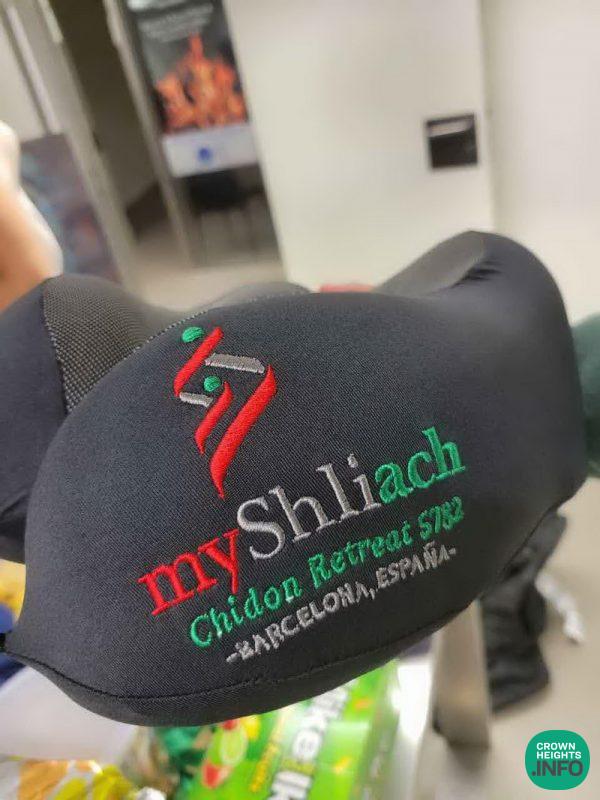 myShliach
Chidon Retreat 5782
-BARCELONA, ESPAÑA-
CROWN
HEIGHTS
.INFO